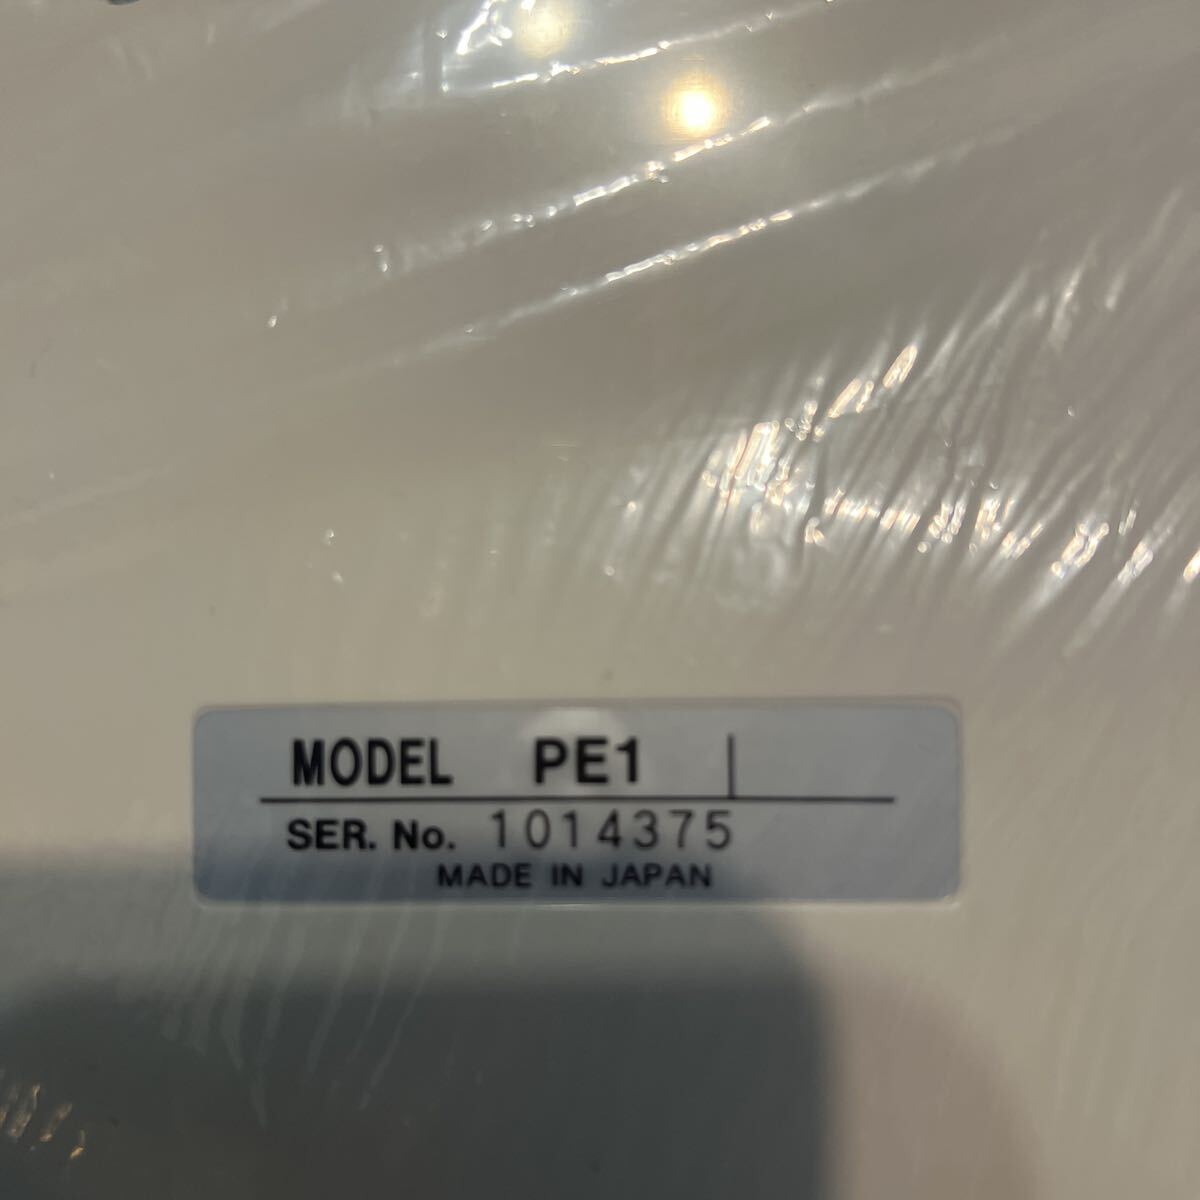 MODEL PE1
SER. No. 1014375
MADE IN JAPAN